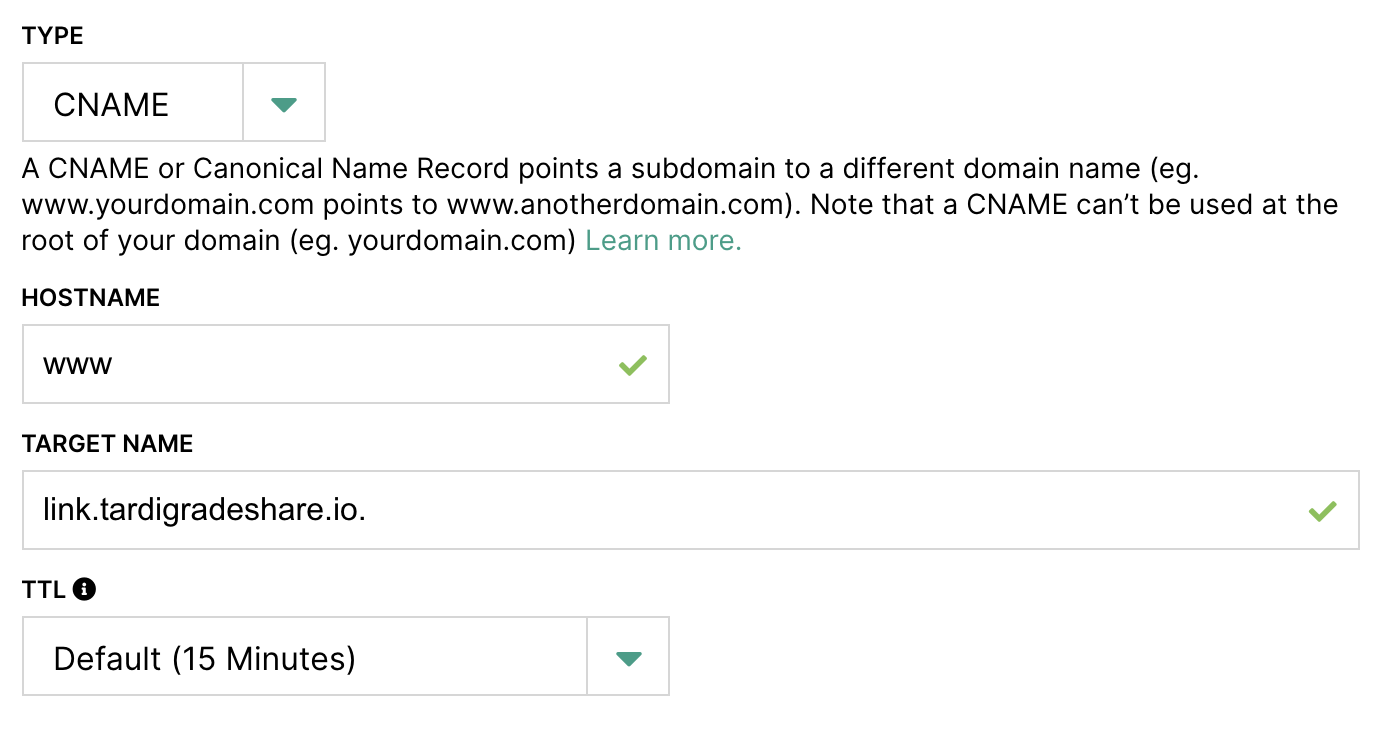 TYPE
CNAME
A CNAME or Canonical Name Record points a subdomain to a different domain name (eg.
www.yourdomain.com points to www.anotherdomain.com). Note that a CNAME can’t be used at the
root of your domain (eg. yourdomain.com) Learn more.
HOSTNAME
www
TARGET NAME
link.tardigradeshare.io.
TTL
Default (15 Minutes)